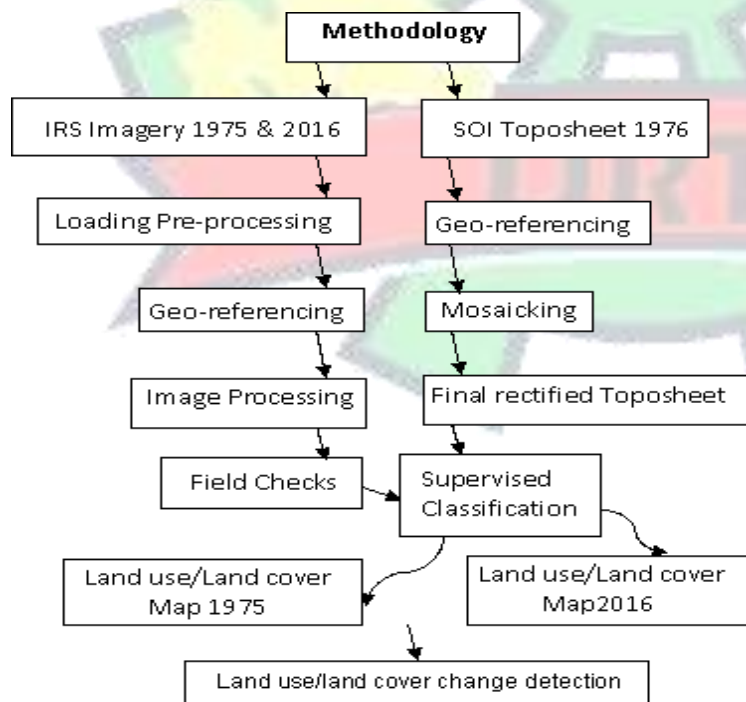 Methodology
IRS Imagery 1975 & 2016
SOI Toposheet 1976
Loading Pre-processing
Geo-referencing
Geo-referencing
Mosaicking
Image Processing
Final rectified Toposheet
Field Checks
Supervised
Classification
Land use/Land cover
Map 1975
Land use/Land cover
Map2016
Land use/land cover change detection